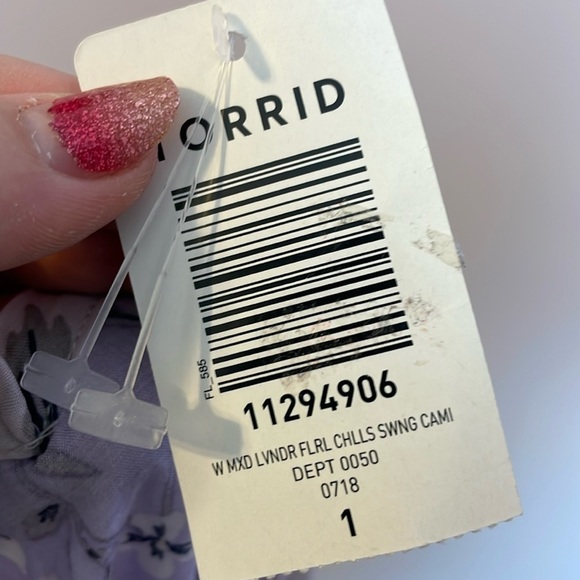 TORRID
FL_585
11294906
W MXD LVNDR FLRL CHLLS SWNG CAMI
DEPT 0050
0718
1